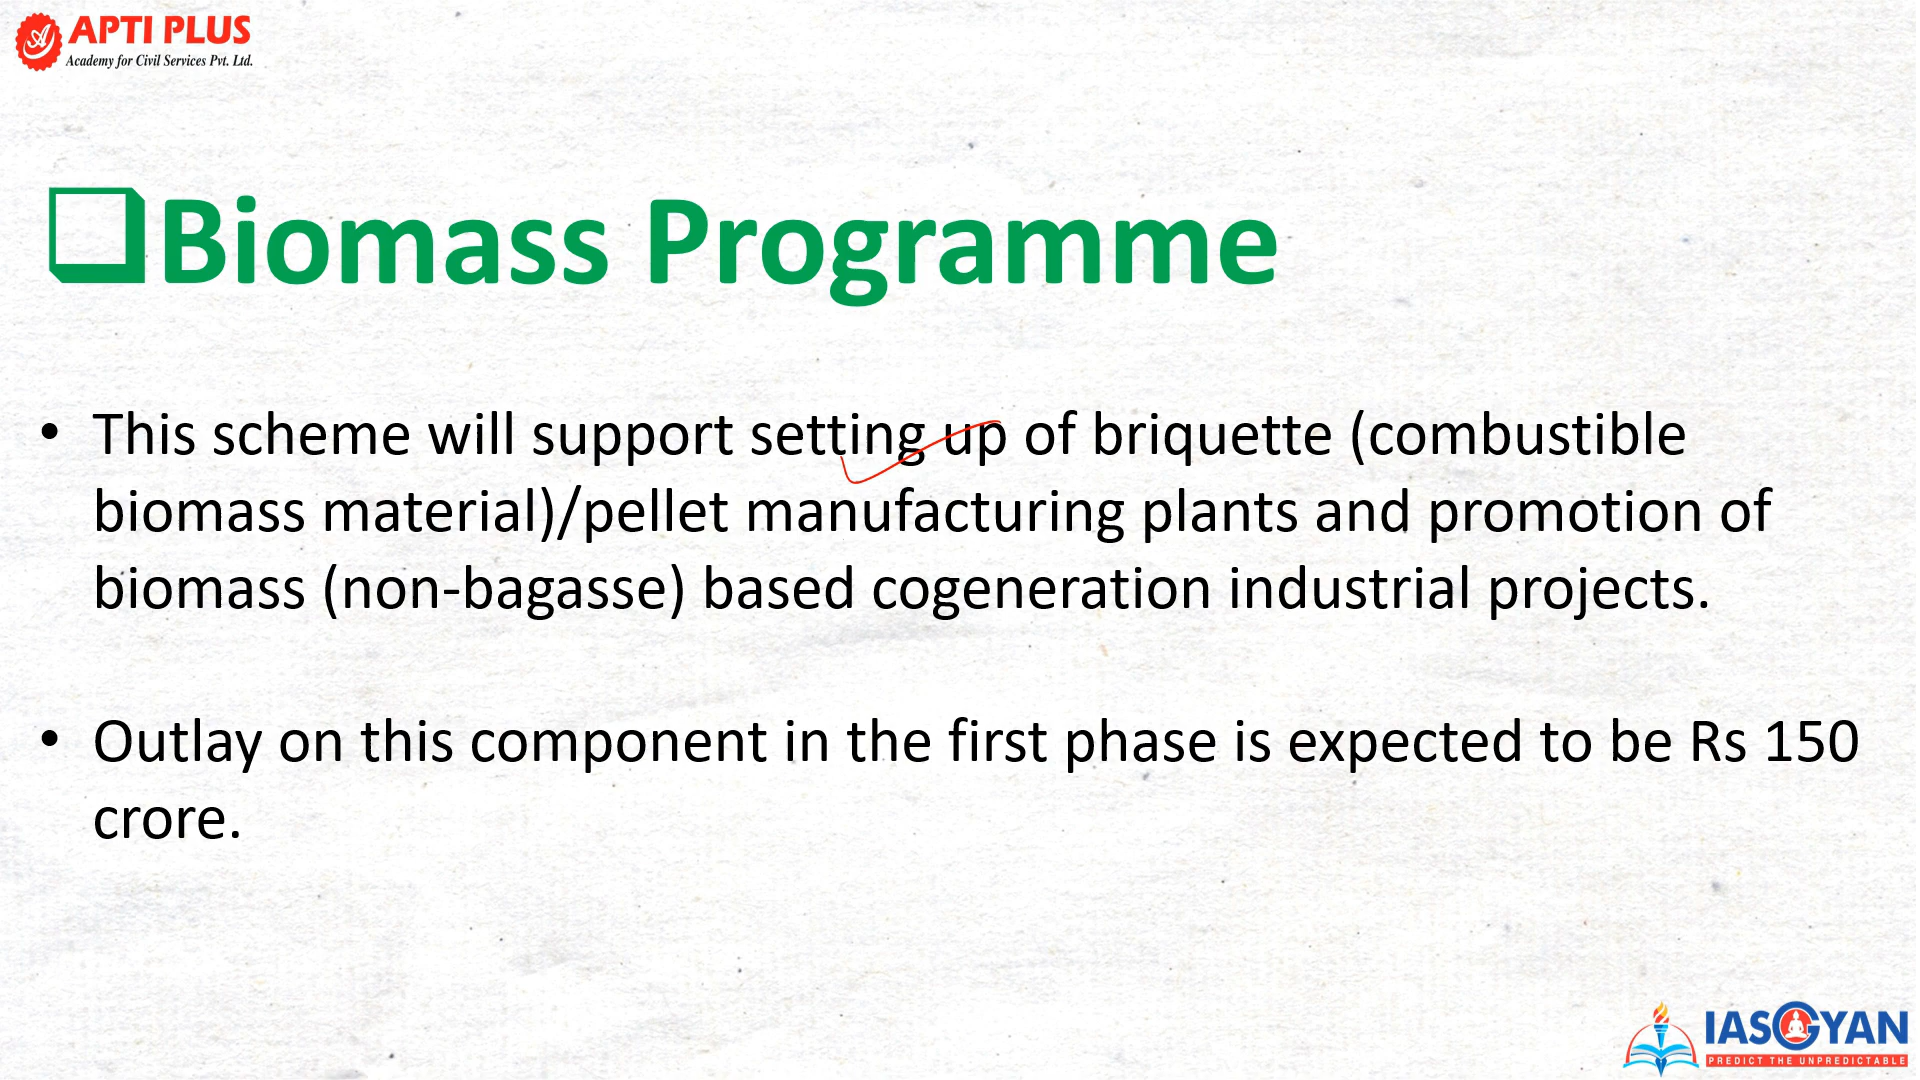 APTI PLUS
Academy for Civil Services Pvt. Ltd.
Biomass Programme
• This scheme will support setting up of briquette (combustible
biomass material)/pellet manufacturing plants and promotion of
biomass (non-bagasse) based cogeneration industrial projects.
• Outlay on this component in the first phase is expected to be Rs 150
crore.
IASGYAN
PREDICT THE UNPREDICTABLE